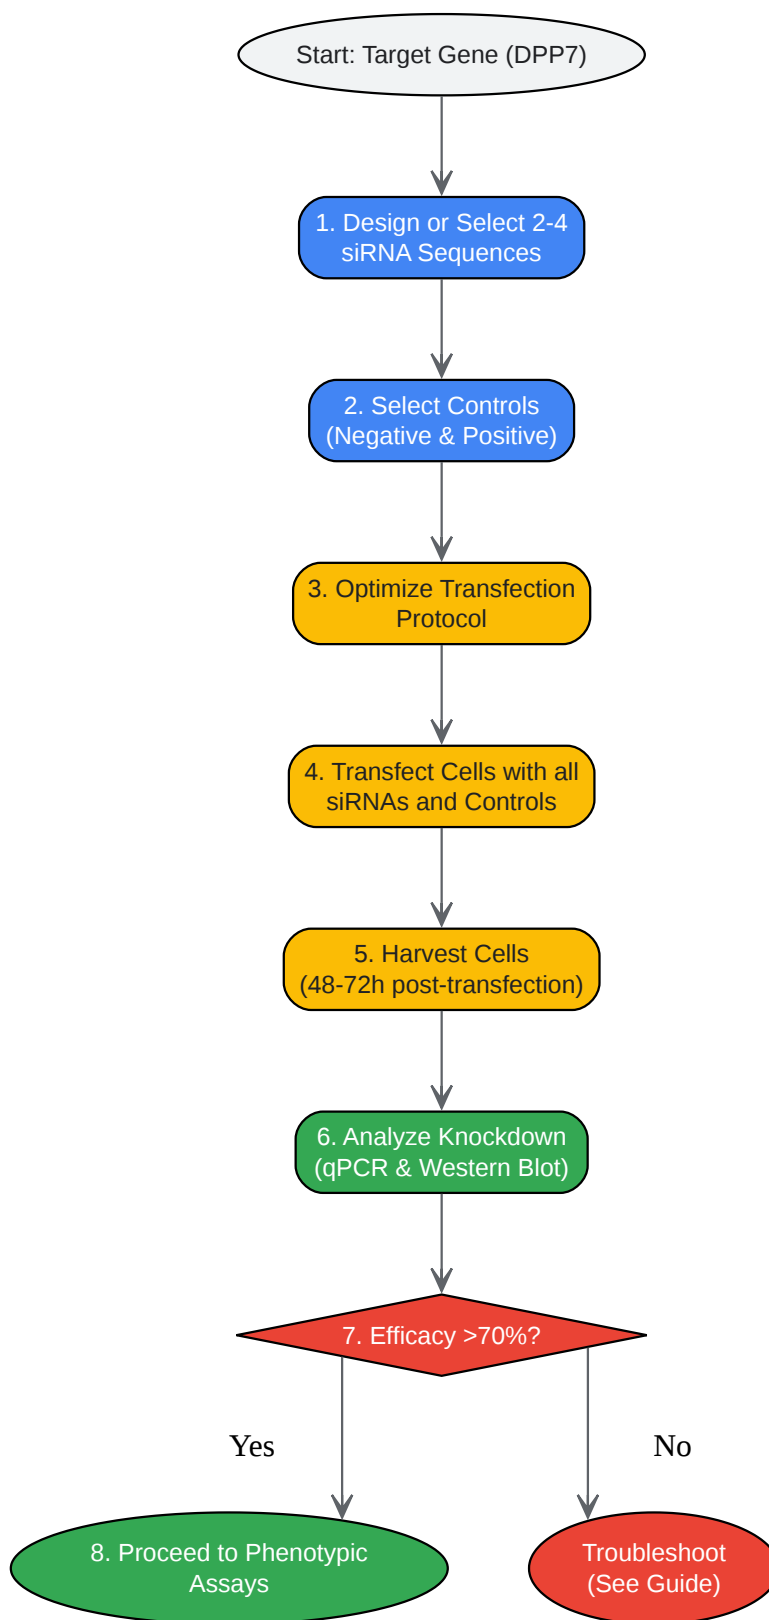 Start: Target Gene (DPP7)
1. Design or Select 2-4
siRNA Sequences
2. Select Controls
(Negative & Positive)
3. Optimize Transfection
Protocol
4. Transfect Cells with all
siRNAs and Controls
5. Harvest Cells
(48-72h post-transfection)
6. Analyze Knockdown
(qPCR & Western Blot)
7. Efficacy >70%?
Yes
No
8. Proceed to Phenotypic
Assays
Troubleshoot
(See Guide)